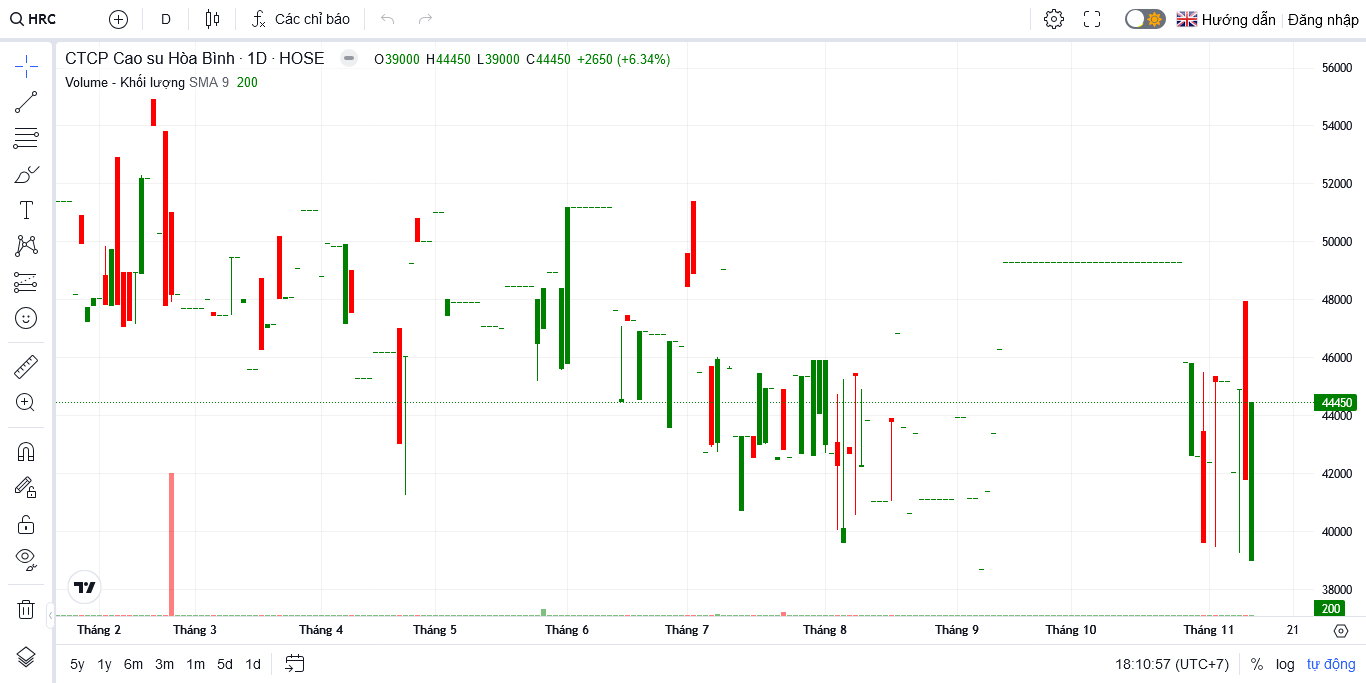 HRC D Các chỉ báo Hướng dẫn Đăng nhập
CTCP Cao su Hòa Bình · 1D · HOSE O39000 H44450 L39000 C44450 +2650 (+6.34%)
Volume - Khối lượng SMA 9 200
56000
54000
52000
50000
48000
46000
44450
44000
42000
40000
38000
200
Tháng 2 Tháng 3 Tháng 4 Tháng 5 Tháng 6 Tháng 7 Tháng 8 Tháng 9 Tháng 10 Tháng 11 21
5y 1y 6m 3m 1m 5d 1d 18:10:57 (UTC+7) % log tự động